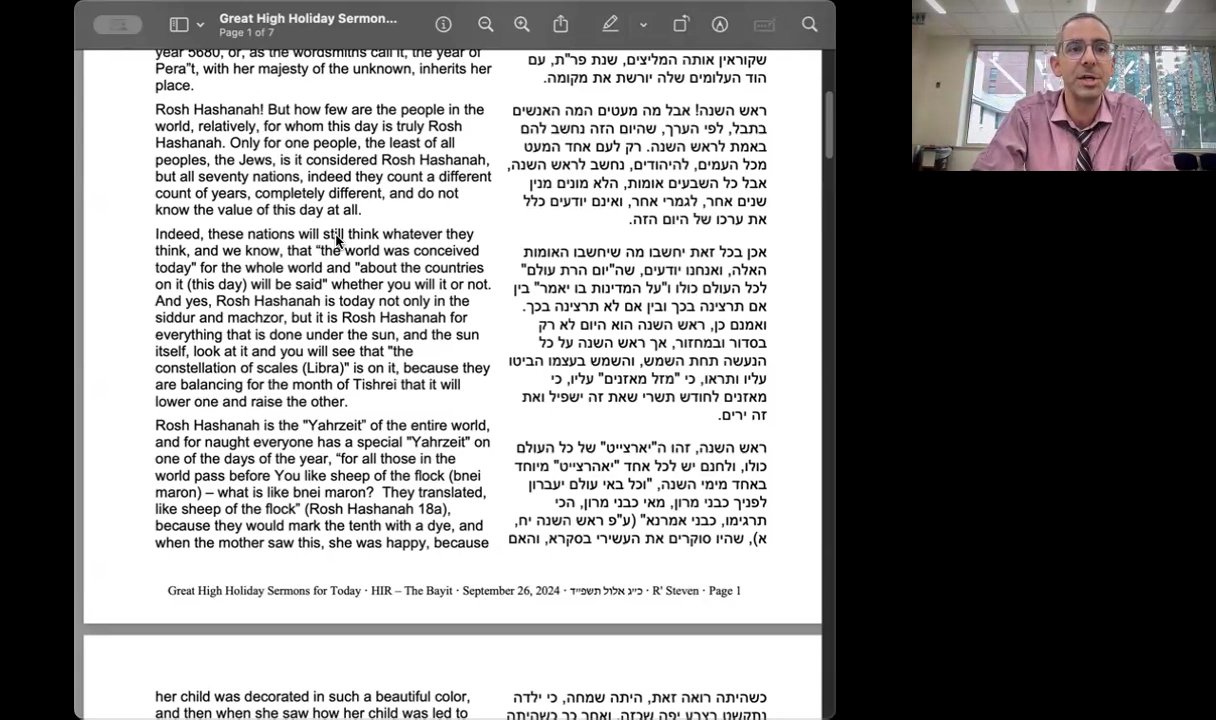 Great High Holiday Sermon...
Page 1 of 7
year 5680, or, as the wordsmiths call it, the year of
Pera"t, with her majesty of the unknown, inherits her
place.
Rosh Hashanah! But how few are the people in the
world, relatively, for whom this day is truly Rosh
Hashanah. Only for one people, the least of all
peoples, the Jews, is it considered Rosh Hashanah,
but all seventy nations, indeed they count a different
count of years, completely different, and do not
know the value of this day at all.
Indeed, these nations will still think whatever they
think, and we know, that “the world was conceived
today" for the whole world and "about the countries
on it (this day) will be said" whether you will it or not.
And yes, Rosh Hashanah is today not only in the
siddur and machzor, but it is Rosh Hashanah for
everything that is done under the sun, and the sun
itself, look at it and you will see that "the
constellation of scales (Libra)" is on it, because they
are balancing for the month of Tishrei that it will
lower one and raise the other.
Rosh Hashanah is the "Yahrzeit" of the entire world,
and for naught everyone has a special "Yahrzeit" on
one of the days of the year, “for all those in the
world pass before You like sheep of the flock (bnei
maron) – what is like bnei maron? They translated,
like sheep of the flock” (Rosh Hashanah 18a),
because they would mark the tenth with a dye, and
when the mother saw this, she was happy, because
שקוראין אותה המליצים, שנת פר"ת, עם
הוד העלומים שלה יורשת את מקומה.
ראש השנה! אבל מה מעטים המה האנשים
בתבל, לפי הערך, שהיום הזה נחשב להם
באמת לראש השנה. רק לעם אחד המעט
מכל העמים, להיהודים, נחשב לראש השנה,
אבל כל השבעים אומות, הלא מונים מנין
שנים אחר, לגמרי אחר, ואינם יודעים כלל
את ערכו של היום הזה.
אכן בכל זאת יחשבו מה שיחשבו האומות
האלה, ואנחנו יודעים, שה"יום הרת עולם"
לכל העולם כולו ו"על המדינות בו יאמר" בין
אם תרצינה בכך ובין אם לא תרצינה בכך.
ואמנם כן, ראש השנה הוא היום לא רק
בסדור ובמחזור, אך ראש השנה על כל
הנעשה תחת השמש, והשמש בעצמו הביטו
עליו ותראו, כי "מזל מאזנים" עליו, כי
מאזנים לחודש תשרי שאת זה ישפיל ואת
זה ירים.
ראש השנה, זהו ה"יארצייט" של כל העולם
כולו, ולחנם יש לכל אחד "יאהרצייט" מיוחד
באחד מימי השנה, "וכל באי עולם יעברון
לפניך כבני מרון, מאי כבני מרון, הכי
תרגימו, כבני אמרנא" (ע"פ ראש השנה יח,
א), שהיו סוקרים את העשירי בסקרא, והאם
Great High Holiday Sermons for Today · HIR – The Bayit · September 26, 2024 · כ״ג אלול תשפ״ד · R' Steven · Page 1
her child was decorated in such a beautiful color,
and then when she saw how her child was led to
כשהיתה רואה זאת, היתה שמחה, כי ילדה
נתקשט בצבע יפה שכזה, ואחר כך כשהיתה